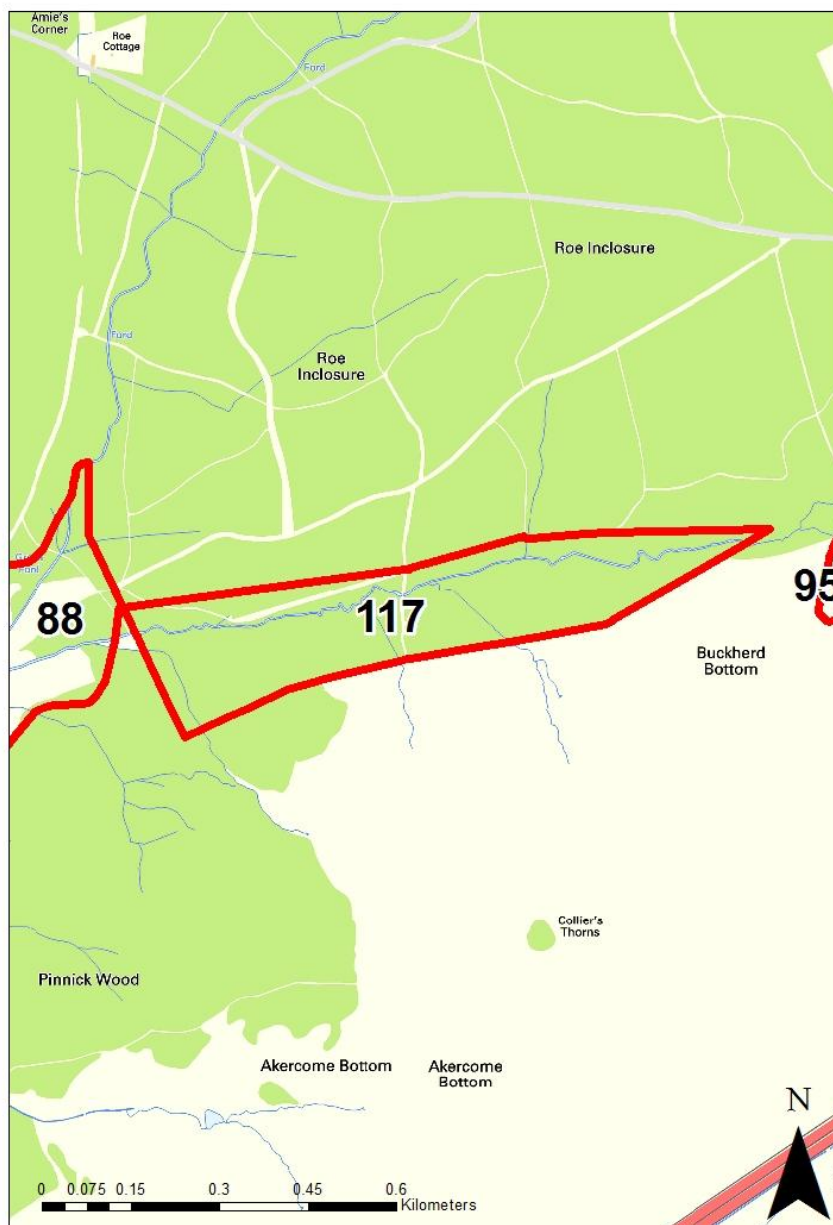 Amie's
Corner
Roe
Cottage
Ford
Roe Inclosure
Ford
Roe
Inclosure
Ford
88
117
95
Buckherd
Bottom
Collier's
Thorns
Pinnick Wood
Akercome Bottom
Akercome
Bottom
N
0 0.075 0.15 0.3 0.45 0.6
Kilometers